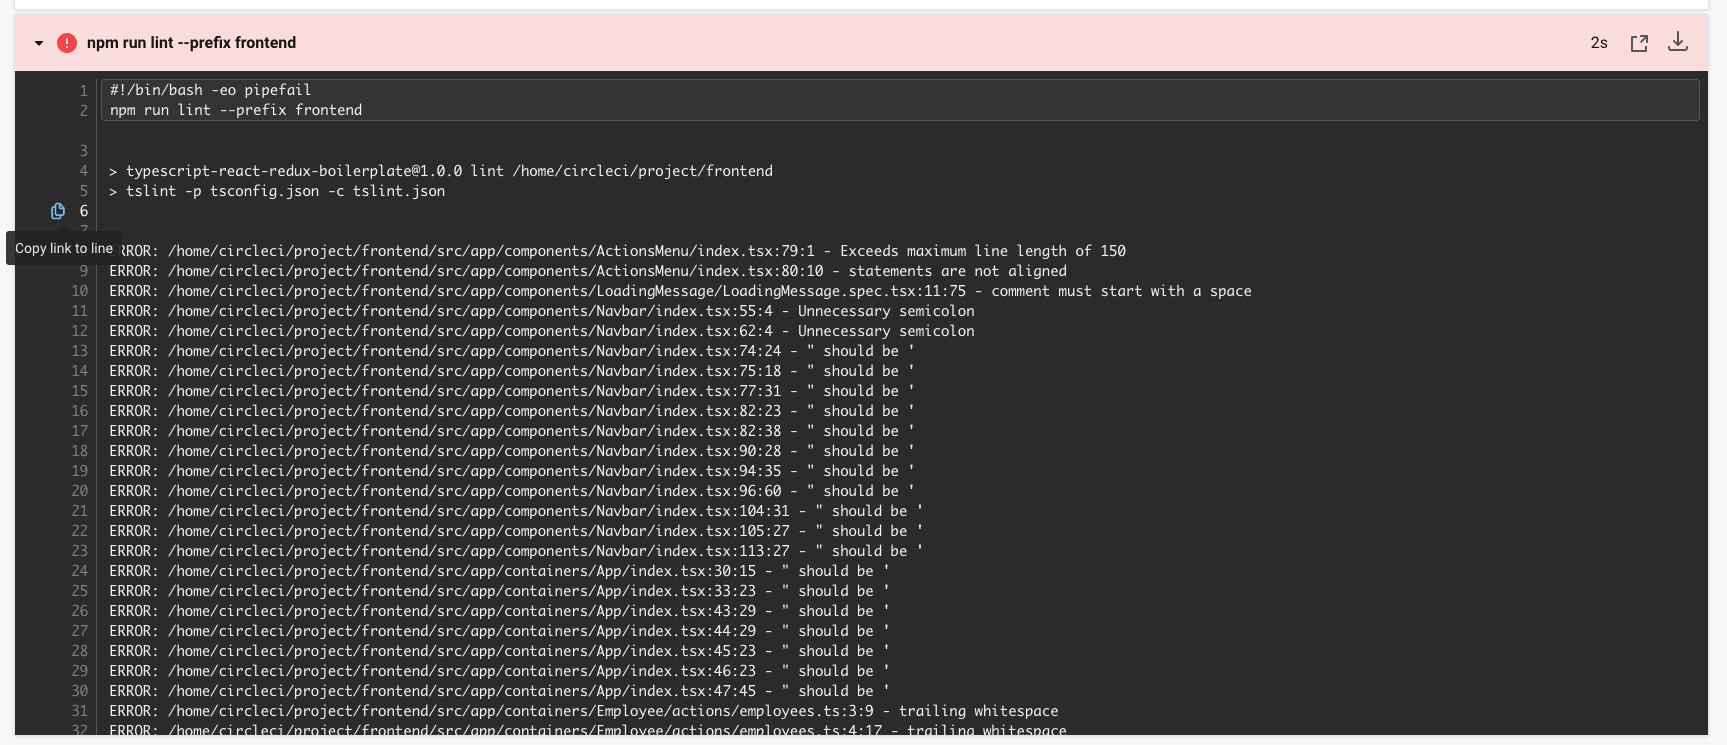 npm run lint --prefix frontend
2s
1 #!/bin/bash -eo pipefail
2 npm run lint --prefix frontend
3
4 > typescript-react-redux-boilerplate@1.0.0 lint /home/circleci/project/frontend
5 > tslint -p tsconfig.json -c tslint.json
6
7
Copy link to line
RROR: /home/circleci/project/frontend/src/app/components/ActionsMenu/index.tsx:79:1 - Exceeds maximum line length of 150
9 ERROR: /home/circleci/project/frontend/src/app/components/ActionsMenu/index.tsx:80:10 - statements are not aligned
10 ERROR: /home/circleci/project/frontend/src/app/components/LoadingMessage/LoadingMessage.spec.tsx:11:75 - comment must start with a space
11 ERROR: /home/circleci/project/frontend/src/app/components/Navbar/index.tsx:55:4 - Unnecessary semicolon
12 ERROR: /home/circleci/project/frontend/src/app/components/Navbar/index.tsx:62:4 - Unnecessary semicolon
13 ERROR: /home/circleci/project/frontend/src/app/components/Navbar/index.tsx:74:24 - " should be '
14 ERROR: /home/circleci/project/frontend/src/app/components/Navbar/index.tsx:75:18 - " should be '
15 ERROR: /home/circleci/project/frontend/src/app/components/Navbar/index.tsx:77:31 - " should be '
16 ERROR: /home/circleci/project/frontend/src/app/components/Navbar/index.tsx:82:23 - " should be '
17 ERROR: /home/circleci/project/frontend/src/app/components/Navbar/index.tsx:82:38 - " should be '
18 ERROR: /home/circleci/project/frontend/src/app/components/Navbar/index.tsx:90:28 - " should be '
19 ERROR: /home/circleci/project/frontend/src/app/components/Navbar/index.tsx:94:35 - " should be '
20 ERROR: /home/circleci/project/frontend/src/app/components/Navbar/index.tsx:96:60 - " should be '
21 ERROR: /home/circleci/project/frontend/src/app/components/Navbar/index.tsx:104:31 - " should be '
22 ERROR: /home/circleci/project/frontend/src/app/components/Navbar/index.tsx:105:27 - " should be '
23 ERROR: /home/circleci/project/frontend/src/app/components/Navbar/index.tsx:113:27 - " should be '
24 ERROR: /home/circleci/project/frontend/src/app/containers/App/index.tsx:30:15 - " should be '
25 ERROR: /home/circleci/project/frontend/src/app/containers/App/index.tsx:33:23 - " should be '
26 ERROR: /home/circleci/project/frontend/src/app/containers/App/index.tsx:43:29 - " should be '
27 ERROR: /home/circleci/project/frontend/src/app/containers/App/index.tsx:44:29 - " should be '
28 ERROR: /home/circleci/project/frontend/src/app/containers/App/index.tsx:45:23 - " should be '
29 ERROR: /home/circleci/project/frontend/src/app/containers/App/index.tsx:46:23 - " should be '
30 ERROR: /home/circleci/project/frontend/src/app/containers/App/index.tsx:47:45 - " should be '
31 ERROR: /home/circleci/project/frontend/src/app/containers/Employee/actions/employees.ts:3:9 - trailing whitespace
32 ERROR: /home/circleci/project/frontend/src/app/containers/Employee/actions/employees.ts:4:17 - trailing whitespace